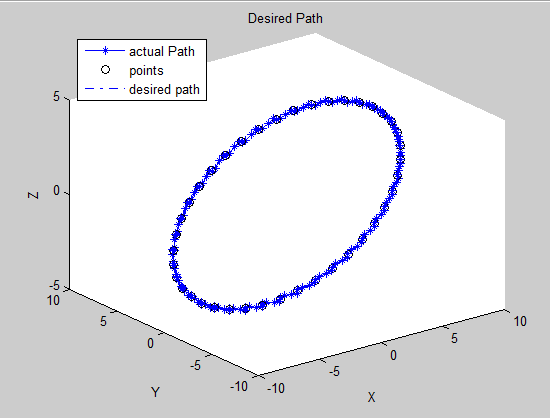 Desired Path
actual Path
points
desired path
5
0
-5
Z
10
5
0
-5
-10
Y
-10
-5
0
5
10
X